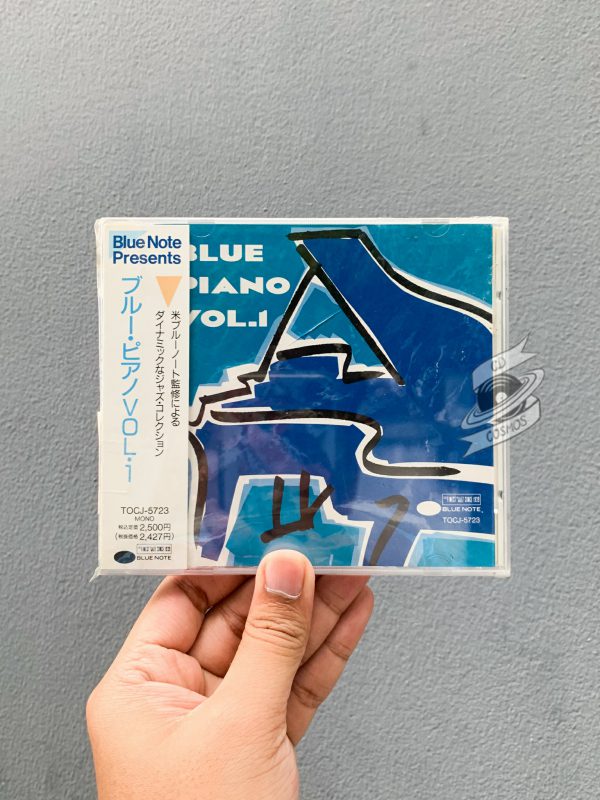 Blue Note
Presents
ブルー・ピアノVOL.1
米ブルーノート監修による
ダイナミックなジャズ・コレクション
TOCJ-5723
MONO
税込定価2,500円
(税抜価格2,427円)
BLUE NOTE
BLUE
PIANO
VOL.1
BLUE NOTE
TOCJ-5723
CD
COSMOS